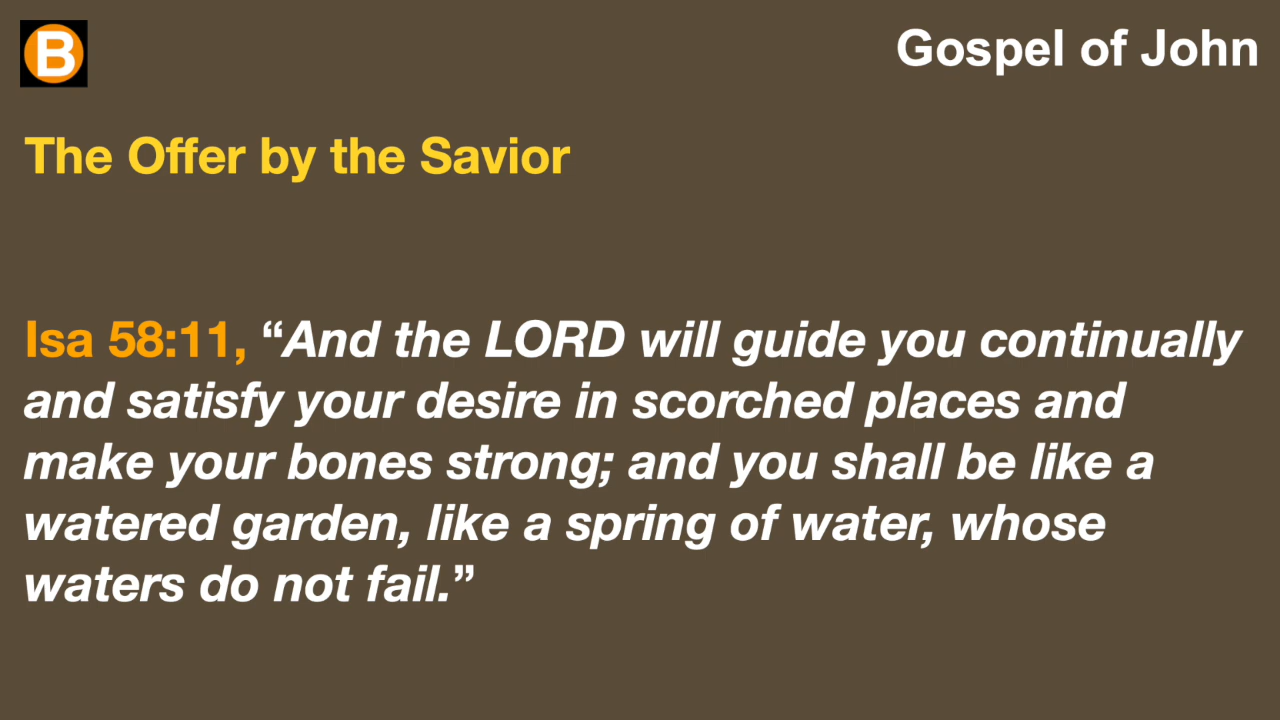 B
Gospel of John
The Offer by the Savior
Isa 58:11, “And the LORD will guide you continually
and satisfy your desire in scorched places and
make your bones strong; and you shall be like a
watered garden, like a spring of water, whose
waters do not fail.”